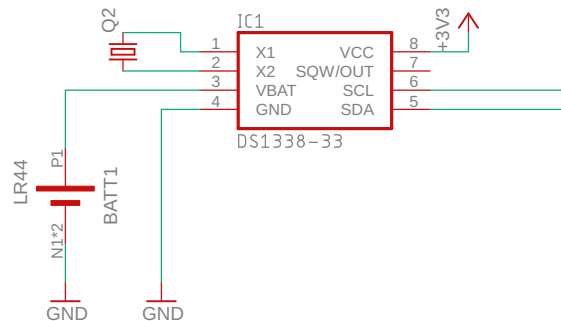 Q2
IC1
+3V3
1 X1 VCC 8
2 X2 SQW/OUT 7
3 VBAT SCL 6
4 GND SDA 5
DS1338-33
LR44
P1
BATT1
N1*2
GND
GND